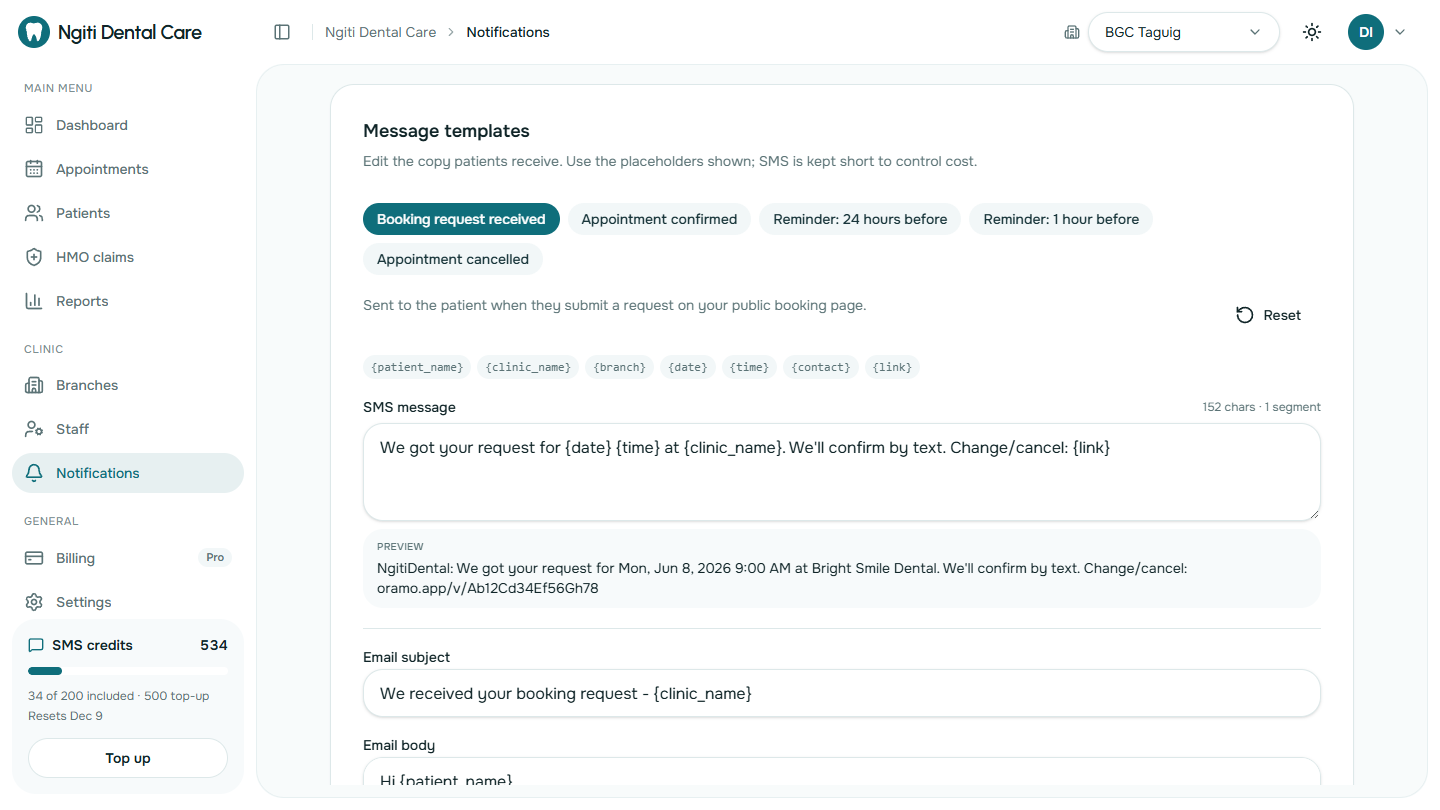 Ngiti Dental Care
Ngiti Dental Care > Notifications
BGC Taguig
DI
MAIN MENU
Dashboard
Appointments
Patients
HMO claims
Reports
CLINIC
Branches
Staff
Notifications
GENERAL
Billing Pro
Settings
SMS credits 534
34 of 200 included · 500 top-up
Resets Dec 9
Top up
Message templates
Edit the copy patients receive. Use the placeholders shown; SMS is kept short to control cost.
Booking request received Appointment confirmed Reminder: 24 hours before Reminder: 1 hour before
Appointment cancelled
Sent to the patient when they submit a request on your public booking page.
Reset
{patient_name} {clinic_name} {branch} {date} {time} {contact} {link}
SMS message 152 chars · 1 segment
We got your request for {date} {time} at {clinic_name}. We'll confirm by text. Change/cancel: {link}
PREVIEW
NgitiDental: We got your request for Mon, Jun 8, 2026 9:00 AM at Bright Smile Dental. We'll confirm by text. Change/cancel:
oramo.app/v/Ab12Cd34Ef56Gh78
Email subject
We received your booking request - {clinic_name}
Email body
Hi {patient_name}